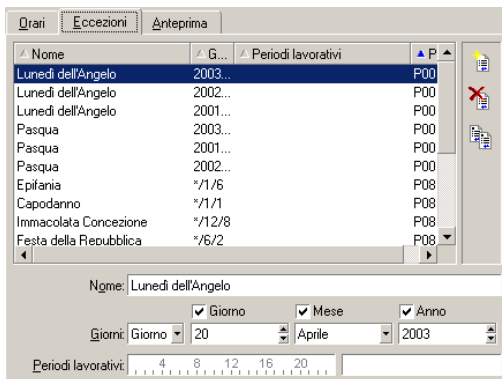 Orari Eccezioni Anteprima
Nome G... Periodi lavorativi P
Lunedì dell'Angelo 2003... P00
Lunedì dell'Angelo 2002... P00
Lunedì dell'Angelo 2001... P00
Pasqua 2003... P00
Pasqua 2001... P00
Pasqua 2002... P00
Epifania */1/6 P08
Capodanno */1/1 P08
Immacolata Concezione */12/8 P08
Festa della Repubblica */6/2 P08
Nome: Lunedì dell'Angelo
Giorno Mese Anno
Giorni: Giorno 20 Aprile 2003
Periodi lavorativi: 4 8 12 16 20